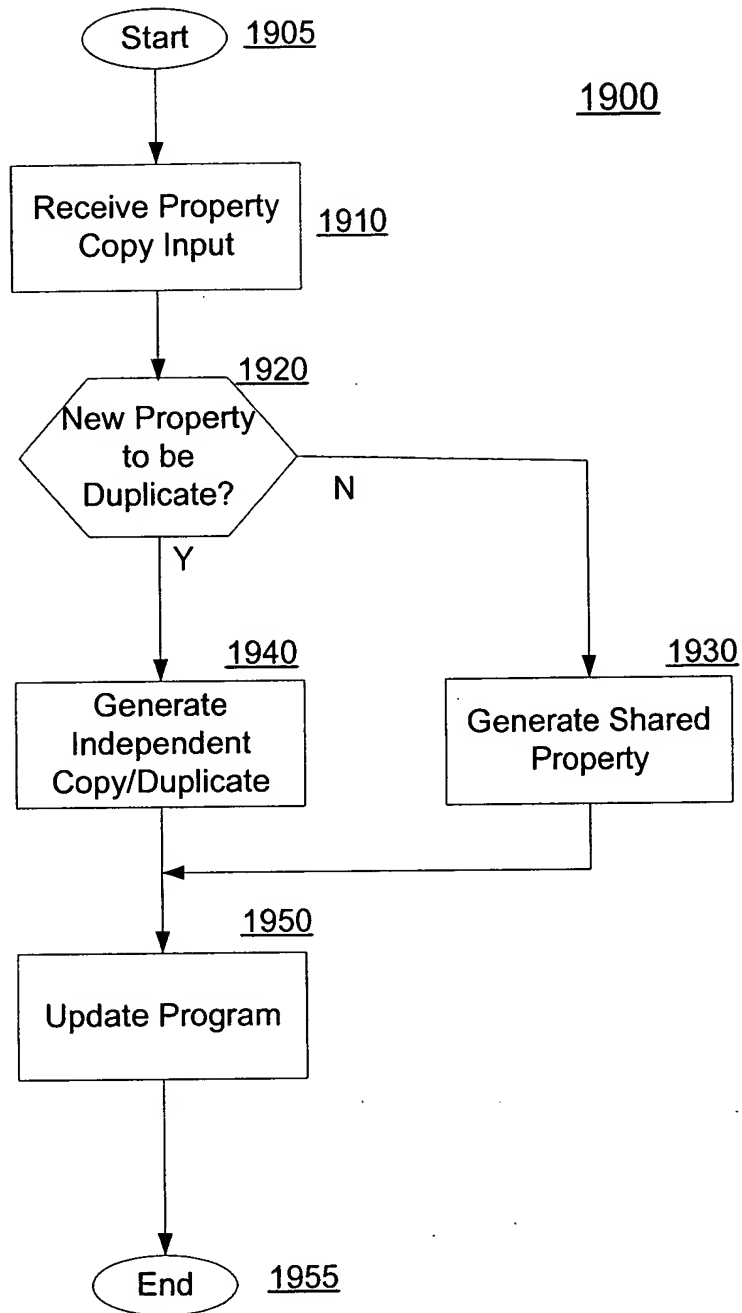 Start
1905
1900
Receive Property
Copy Input
1910
1920
New Property
to be
Duplicate?
N
Y
1940
Generate
Independent
Copy/Duplicate
1930
Generate Shared
Property
1950
Update Program
End
1955